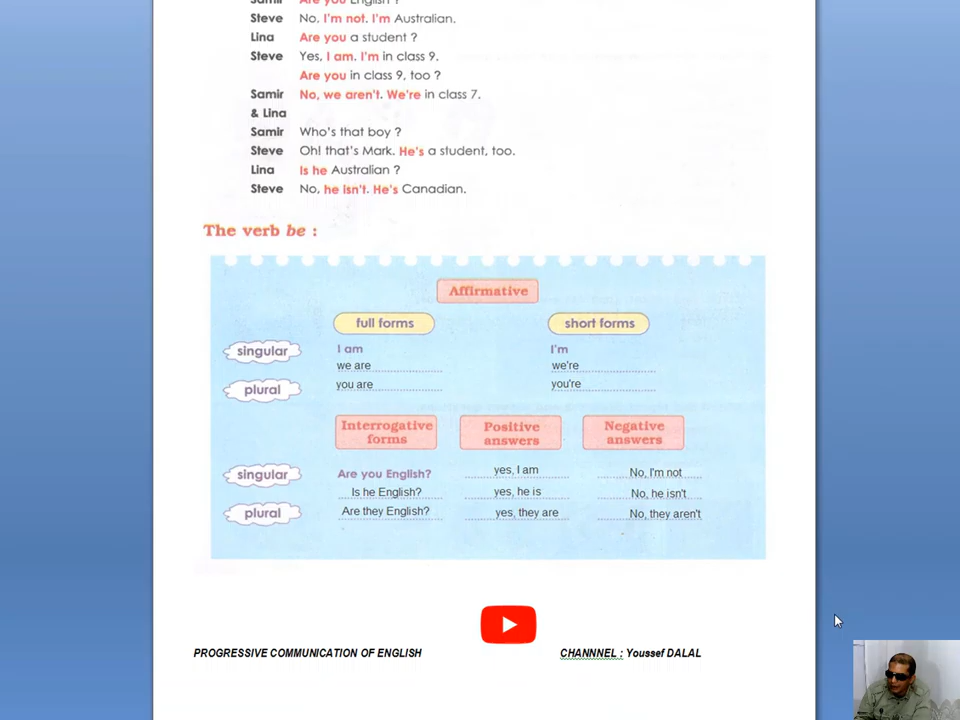 Samir Are you English ?
Steve No, I'm not. I'm Australian.
Lina Are you a student ?
Steve Yes, I am. I'm in class 9.
Are you in class 9, too ?
Samir No, we aren't. We're in class 7.
& Lina
Samir Who's that boy ?
Steve Oh! that's Mark. He's a student, too.
Lina Is he Australian ?
Steve No, he isn't. He's Canadian.
The verb be :
Affirmative
full forms short forms
singular I am I'm
we are we're
plural you are you're
Interrogative forms Positive answers Negative answers
singular Are you English? yes, I am No, I'm not
Is he English? yes, he is No, he isn't
plural Are they English? yes, they are No, they aren't
PROGRESSIVE COMMUNICATION OF ENGLISH CHANNNEL : Youssef DALAL